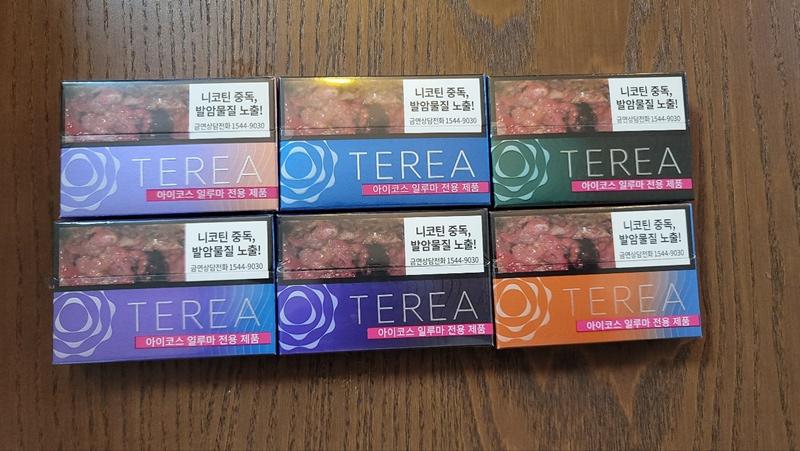 니코틴 중독,
발암물질 노출!
금연상담전화 1544-9030
TEREA
아이코스 일루마 전용 제품
니코틴 중독,
발암물질 노출!
금연상담전화 1544-9030
TEREA
아이코스 일루마 전용 제품
니코틴 중독,
발암물질 노출!
금연상담전화 1544-9030
TEREA
아이코스 일루마 전용 제품
니코틴 중독,
발암물질 노출!
금연상담전화 1544-9030
TEREA
아이코스 일루마 전용 제품
니코틴 중독,
발암물질 노출!
금연상담전화 1544-9030
TEREA
아이코스 일루마 전용 제품
니코틴 중독,
발암물질 노출!
금연상담전화 1544-9030
TEREA
아이코스 일루마 전용 제품